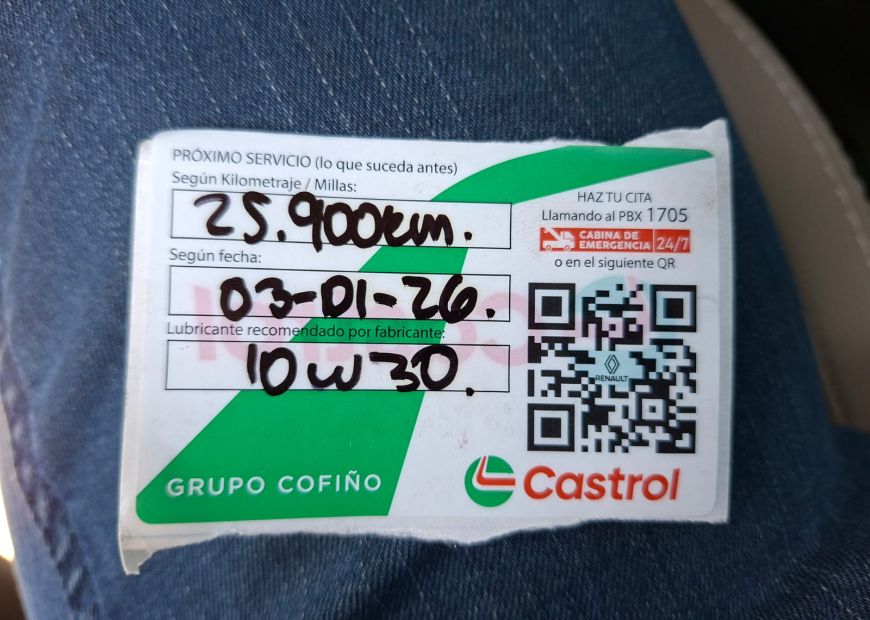 PRÓXIMO SERVICIO (lo que suceda antes)
Según Kilometraje / Millas:
25.900km.
Según fecha:
03-01-26.
Lubricante recomendado por fabricante:
10w30.
HAZ TU CITA
Llamando al PBX 1705
CABINA DE
EMERGENCIA 24/7
o en el siguiente QR
RENAULT
GRUPO COFIÑO
Castrol